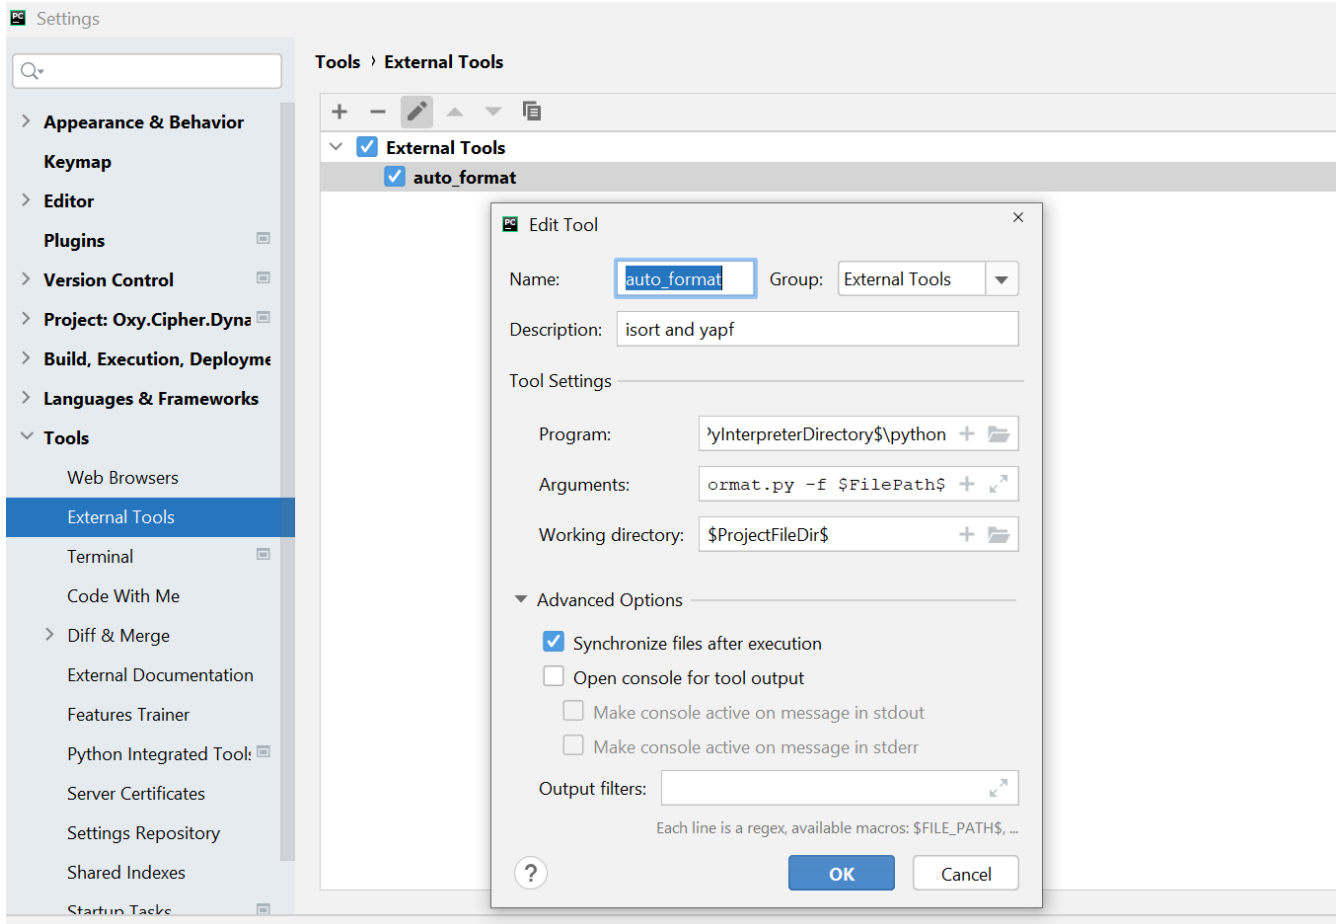 Settings
Tools › External Tools
Appearance & Behavior
Keymap
Editor
Plugins
Version Control
Project: Oxy.Cipher.Dyna
Build, Execution, Deployme
Languages & Frameworks
Tools
Web Browsers
External Tools
Terminal
Code With Me
Diff & Merge
External Documentation
Features Trainer
Python Integrated Tools
Server Certificates
Settings Repository
Shared Indexes
Startup Tasks
External Tools
auto_format
Edit Tool
Name: auto_format Group: External Tools
Description: isort and yapf
Tool Settings
Program: PyInterpreterDirectory$\python
Arguments: ormat.py -f $FilePath$
Working directory: $ProjectFileDir$
Advanced Options
Synchronize files after execution
Open console for tool output
Make console active on message in stdout
Make console active on message in stderr
Output filters:
Each line is a regex, available macros: $FILE_PATH$, ...
? OK Cancel